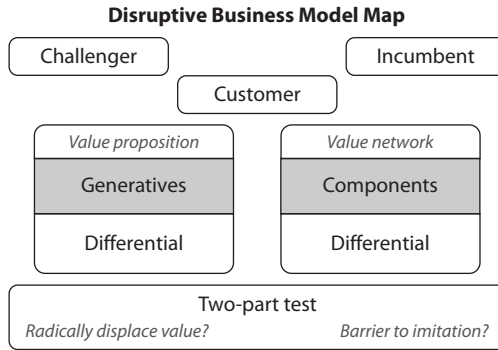 Disruptive Business Model Map
Challenger
Incumbent
Customer
Value proposition
Value network
Generatives
Components
Differential
Differential
Two-part test
Radically displace value?
Barrier to imitation?